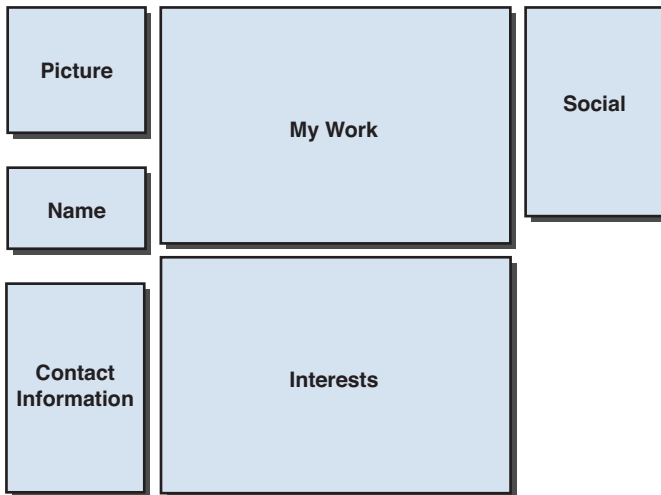 Picture
Name
Contact
Information
My Work
Interests
Social